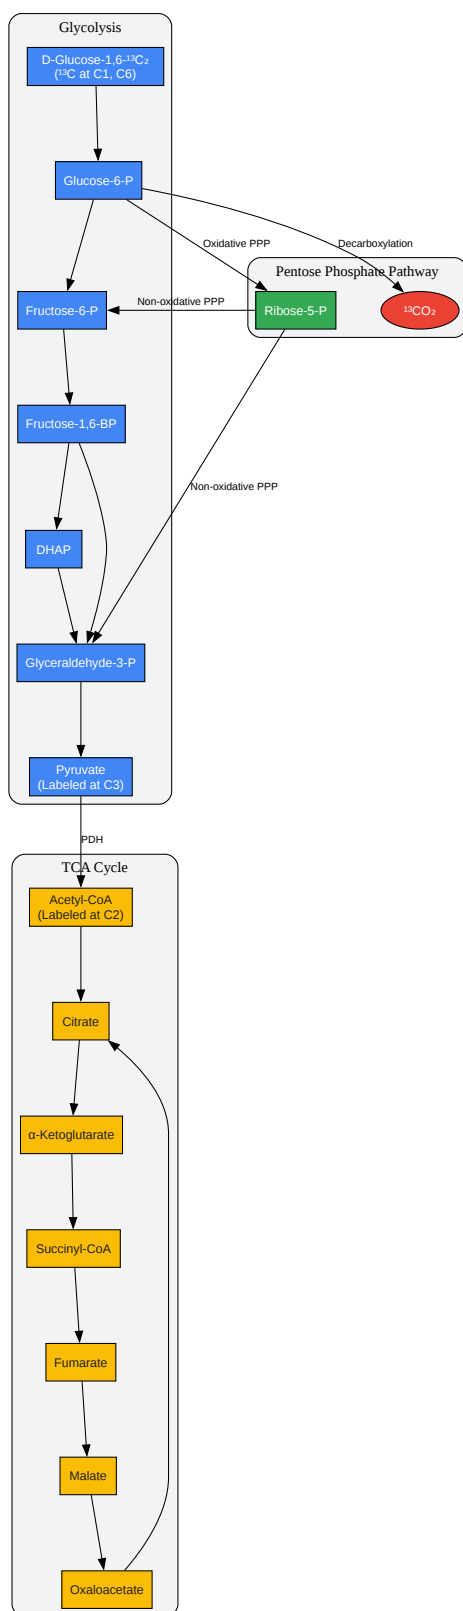 Glycolysis
D-Glucose-1,6-¹³C₂
(¹³C at C1, C6)
Glucose-6-P
Oxidative PPP
Decarboxylation
Pentose Phosphate Pathway
Fructose-6-P
Non-oxidative PPP
Ribose-5-P
¹³CO₂
Fructose-1,6-BP
Non-oxidative PPP
DHAP
Glyceraldehyde-3-P
Pyruvate
(Labeled at C3)
PDH
TCA Cycle
Acetyl-CoA
(Labeled at C2)
Citrate
α-Ketoglutarate
Succinyl-CoA
Fumarate
Malate
Oxaloacetate